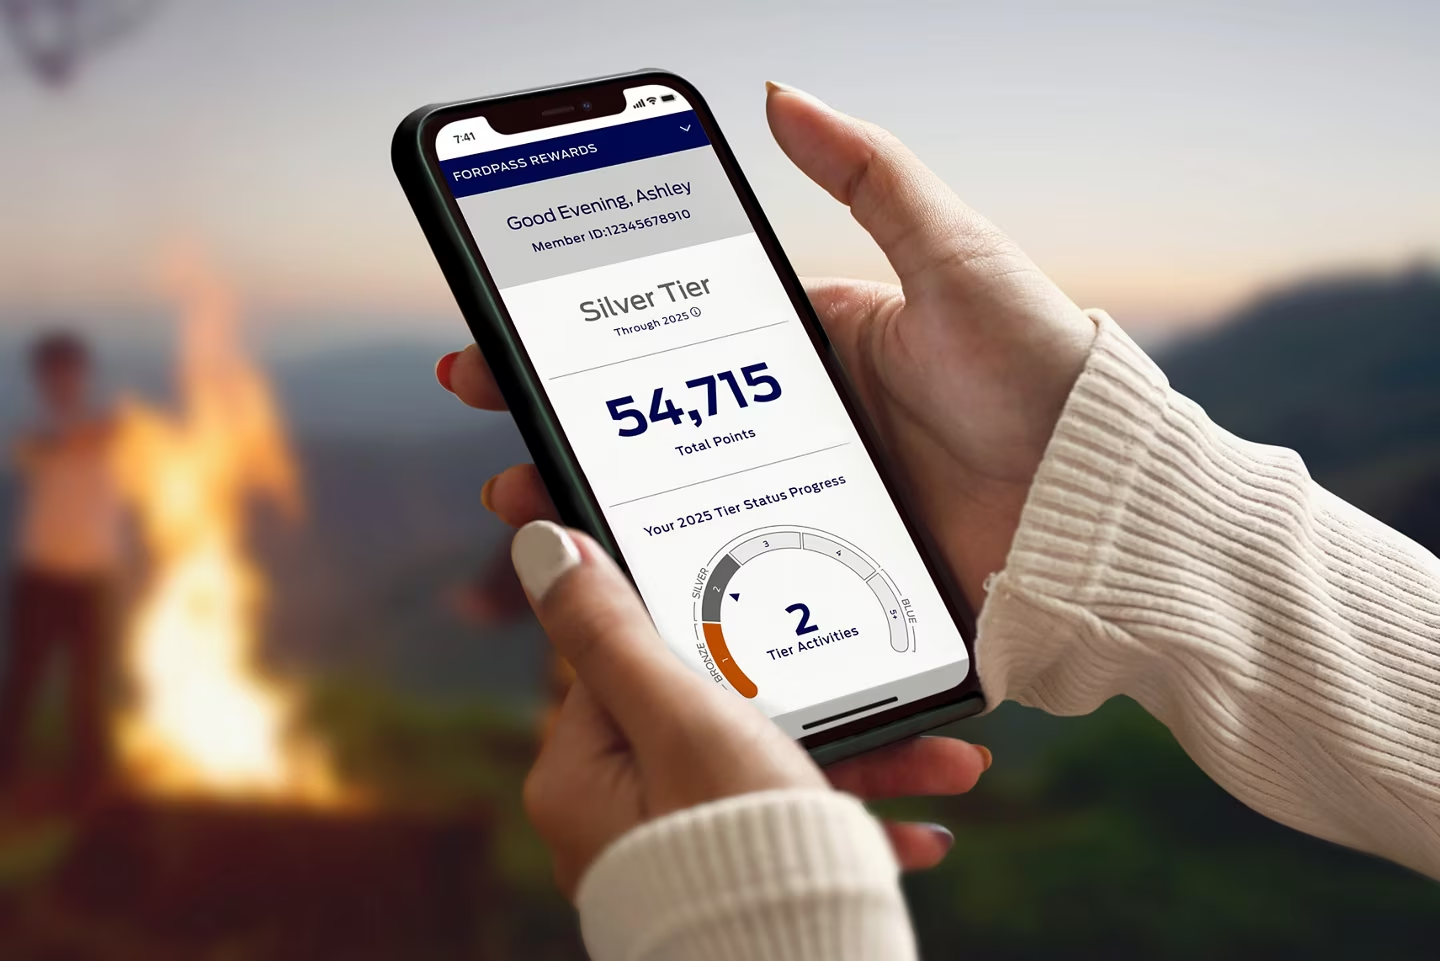 7:41
FORDPASS REWARDS
Good Evening, Ashley
Member ID:12345678910
Silver Tier
Through 2025
54,715
Total Points
Your 2025 Tier Status Progress
BRONZE
SILVER
BLUE
1
2
3
4
5+
2
Tier Activities